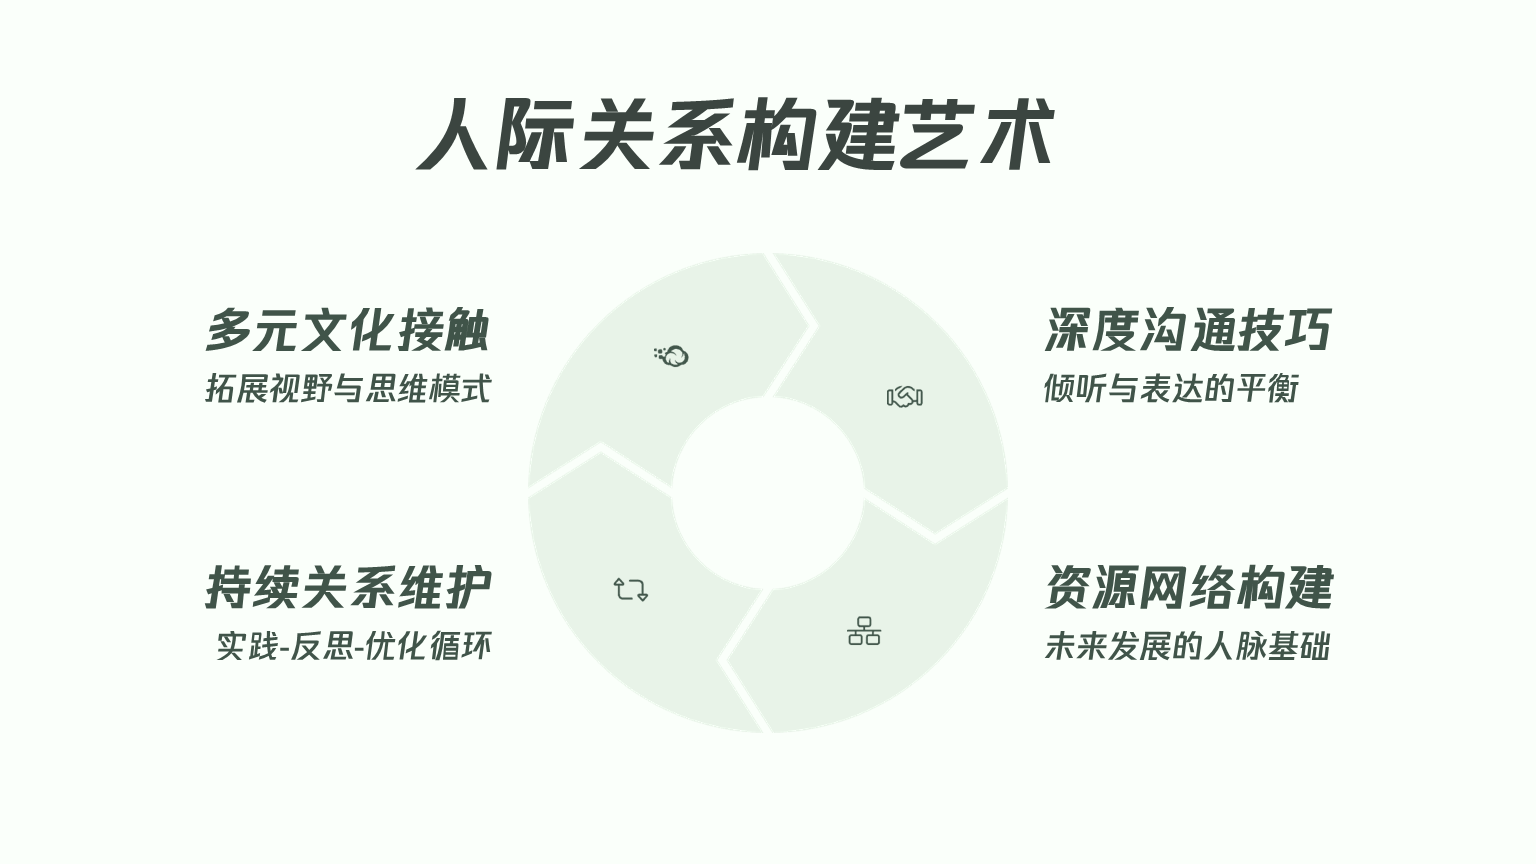 人际关系构建艺术
多元文化接触
拓展视野与思维模式
深度沟通技巧
倾听与表达的平衡
持续关系维护
实践-反思-优化循环
资源网络构建
未来发展的人脉基础